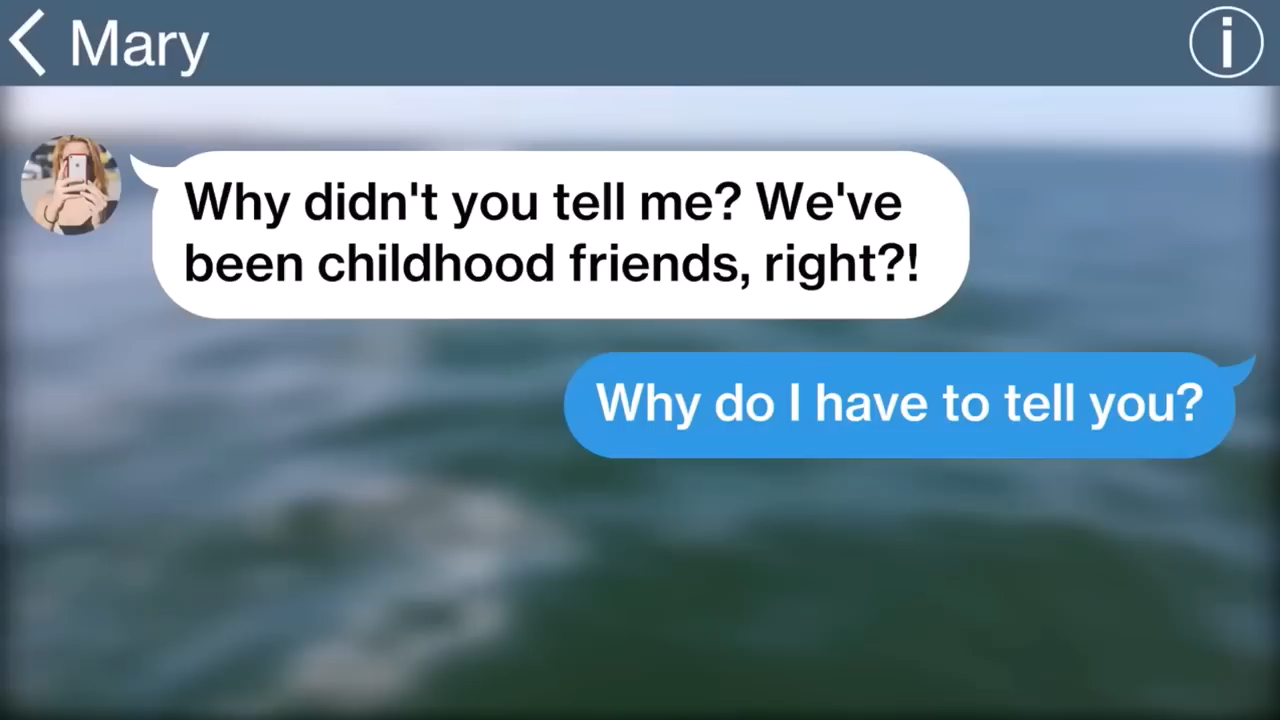 Mary
Why didn't you tell me? We've
been childhood friends, right?!
Why do I have to tell you?